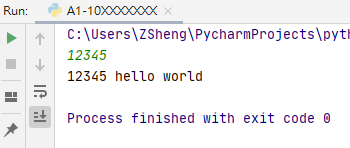 Run: A1-10XXXXXXX
C:\Users\ZSheng\PycharmProjects\pyth
12345
12345 hello world
Process finished with exit code 0